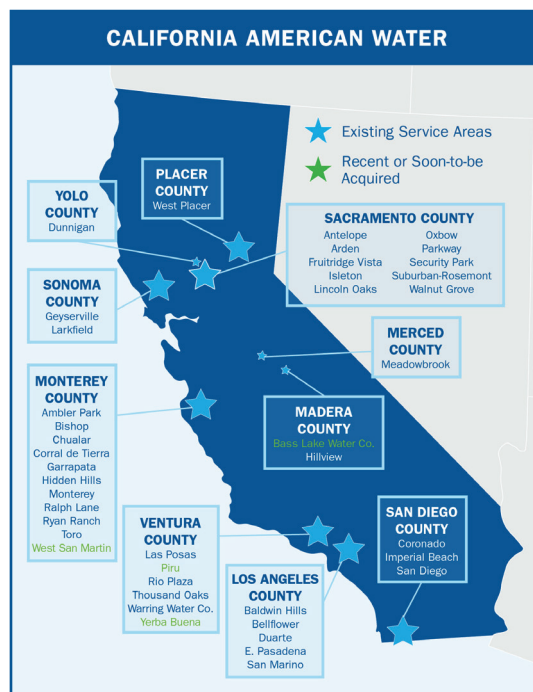 CALIFORNIA AMERICAN WATER
Existing Service Areas
Recent or Soon-to-be
Acquired
PLACER
COUNTY
West Placer
YOLO
COUNTY
Dunnigan
SACRAMENTO COUNTY
Antelope
Arden
Fruitridge Vista
Isleton
Lincoln Oaks
Oxbow
Parkway
Security Park
Suburban-Rosemont
Walnut Grove
SONOMA
COUNTY
Geyserville
Larkfield
MERCED
COUNTY
Meadowbrook
MONTEREY
COUNTY
Ambler Park
Bishop
Chualar
Corral de Tierra
Garrapata
Hidden Hills
Monterey
Ralph Lane
Ryan Ranch
Toro
West San Martin
MADERA
COUNTY
Bass Lake Water Co.
Hillview
SAN DIEGO
COUNTY
Coronado
Imperial Beach
San Diego
VENTURA
COUNTY
Las Posas
Piru
Rio Plaza
Thousand Oaks
Warring Water Co.
Yerba Buena
LOS ANGELES
COUNTY
Baldwin Hills
Bellflower
Duarte
E. Pasadena
San Marino